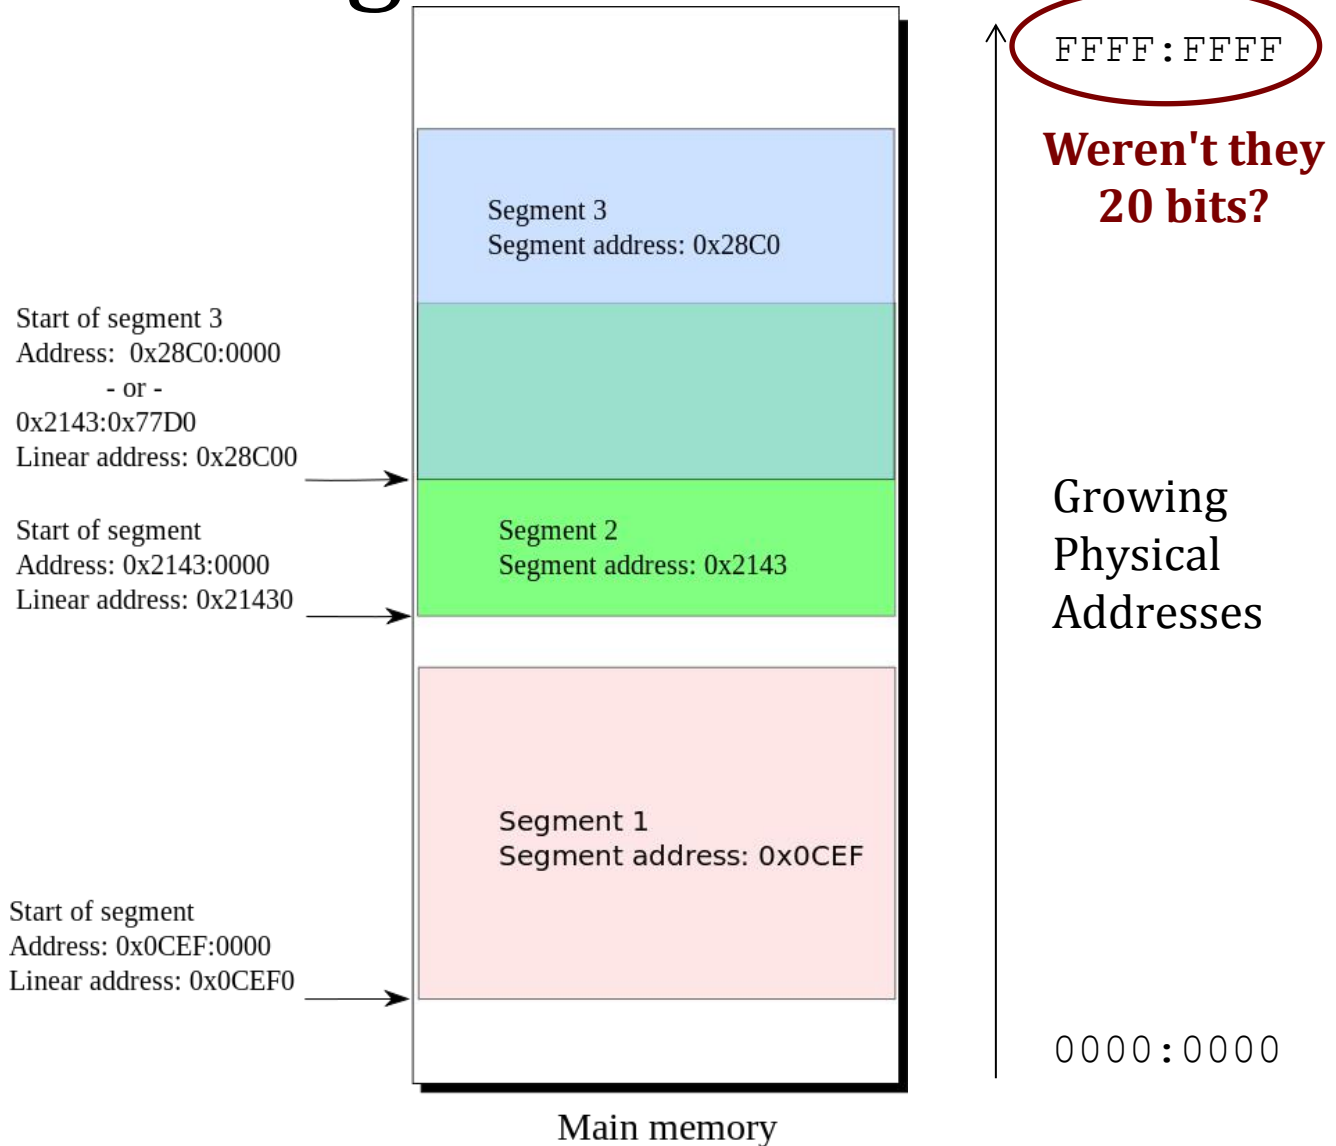 FFFF:FFFF
Weren't they
20 bits?
Segment 3
Segment address: 0x28C0
Start of segment 3
Address: 0x28C0:0000
- or -
0x2143:0x77D0
Linear address: 0x28C00
Start of segment
Address: 0x2143:0000
Linear address: 0x21430
Segment 2
Segment address: 0x2143
Growing
Physical
Addresses
Segment 1
Segment address: 0x0CEF
Start of segment
Address: 0x0CEF:0000
Linear address: 0x0CEF0
0000:0000
Main memory